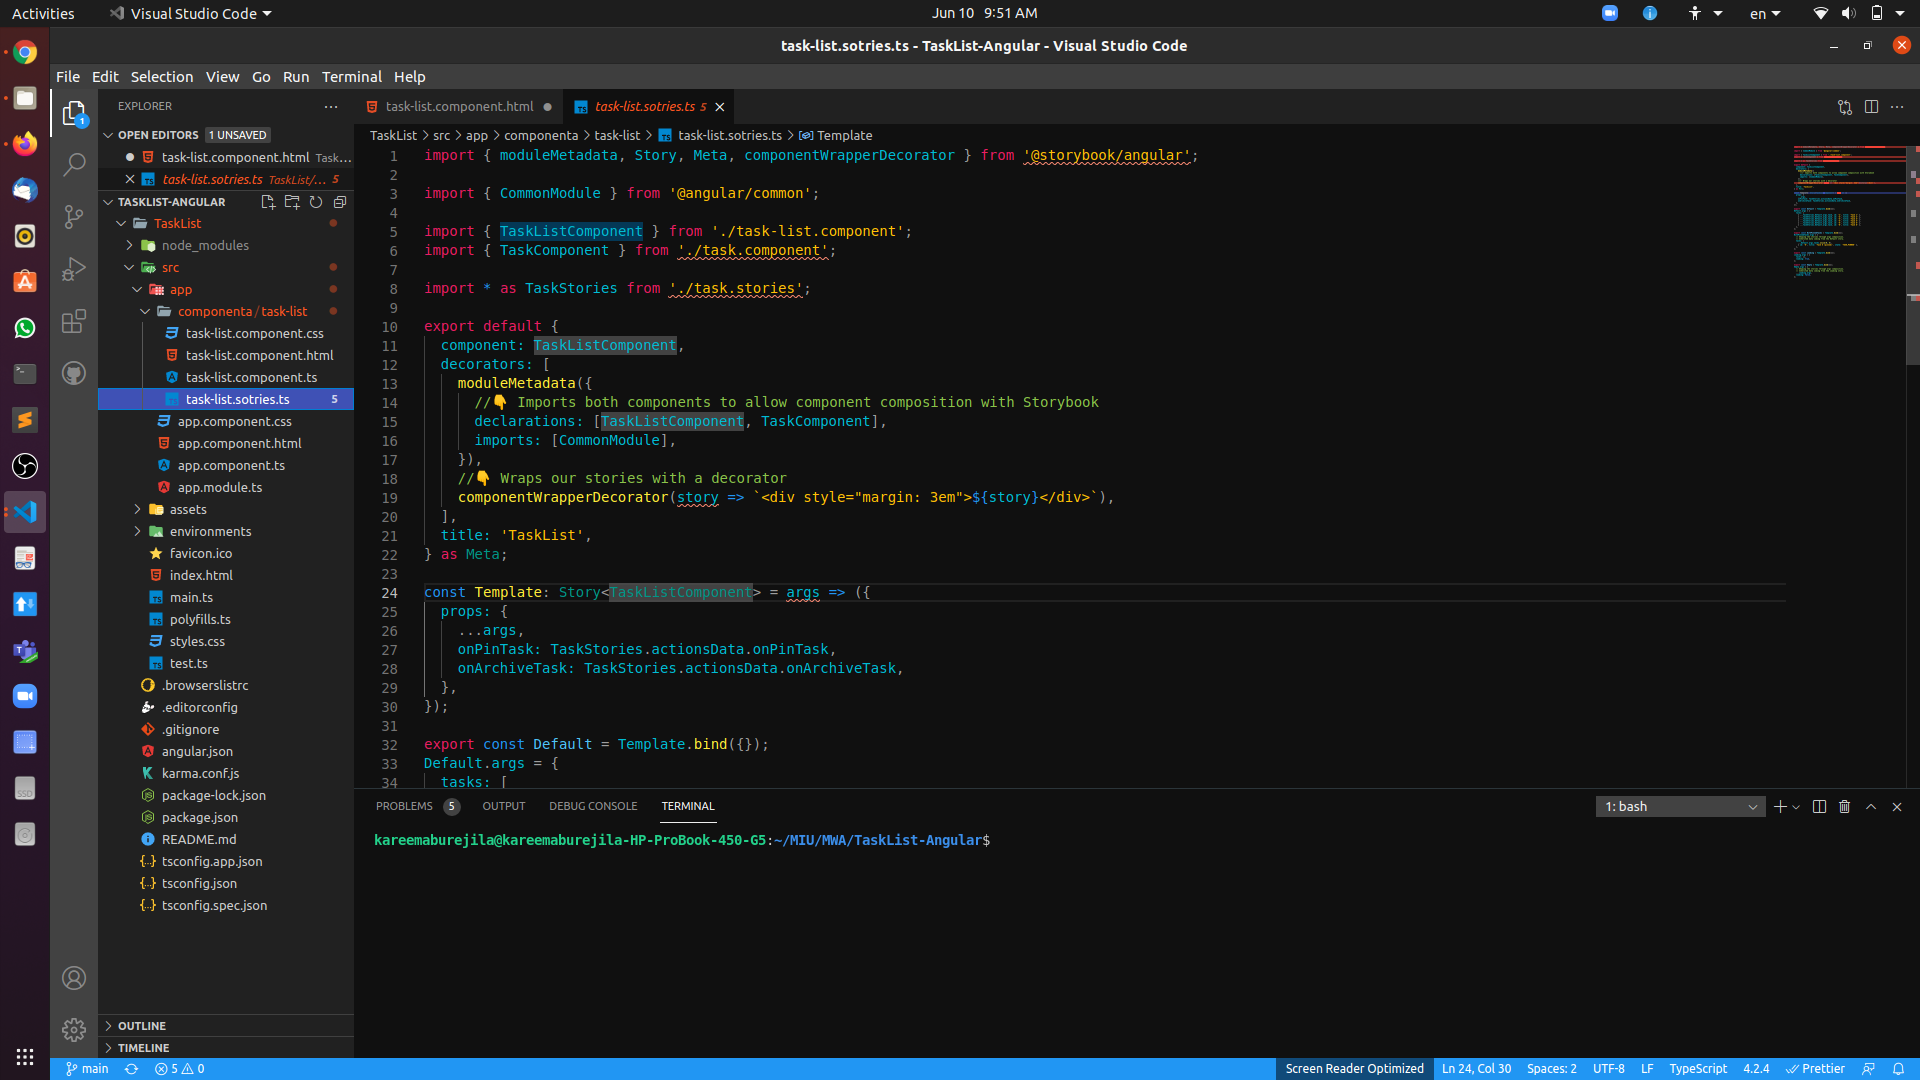 Activities Visual Studio Code Jun 10 9:51 AM en
task-list.sotries.ts - TaskList-Angular - Visual Studio Code
File Edit Selection View Go Run Terminal Help
EXPLORER
OPEN EDITORS 1 UNSAVED
task-list.component.html Task...
task-list.sotries.ts TaskList/... 5
TASKLIST-ANGULAR
TaskList
node_modules
src
app
componenta / task-list
task-list.component.css
task-list.component.html
task-list.component.ts
task-list.sotries.ts 5
app.component.css
app.component.html
app.component.ts
app.module.ts
assets
environments
favicon.ico
index.html
main.ts
polyfills.ts
styles.css
test.ts
.browserslistrc
.editorconfig
.gitignore
angular.json
karma.conf.js
package-lock.json
package.json
README.md
tsconfig.app.json
tsconfig.json
tsconfig.spec.json
OUTLINE
TIMELINE
task-list.component.html task-list.sotries.ts 5
TaskList > src > app > componenta > task-list > task-list.sotries.ts > Template
1 import { moduleMetadata, Story, Meta, componentWrapperDecorator } from '@storybook/angular';
2
3 import { CommonModule } from '@angular/common';
4
5 import { TaskListComponent } from './task-list.component';
6 import { TaskComponent } from './task.component';
7
8 import * as TaskStories from './task.stories';
9
10 export default {
11 component: TaskListComponent,
12 decorators: [
13 moduleMetadata({
14 //👇 Imports both components to allow component composition with Storybook
15 declarations: [TaskListComponent, TaskComponent],
16 imports: [CommonModule],
17 }),
18 //👇 Wraps our stories with a decorator
19 componentWrapperDecorator(story => `<div style="margin: 3em">${story}</div>`),
20 ],
21 title: 'TaskList',
22 } as Meta;
23
24 const Template: Story<TaskListComponent> = args => ({
25 props: {
26 ...args,
27 onPinTask: TaskStories.actionsData.onPinTask,
28 onArchiveTask: TaskStories.actionsData.onArchiveTask,
29 },
30 });
31
32 export const Default = Template.bind({});
33 Default.args = {
34 tasks: [
PROBLEMS 5 OUTPUT DEBUG CONSOLE TERMINAL 1: bash
kareemaburejila@kareemaburejila-HP-ProBook-450-G5:~/MIU/MWA/TaskList-Angular$
main 5 0 Screen Reader Optimized Ln 24, Col 30 Spaces: 2 UTF-8 LF TypeScript 4.2.4 Prettier